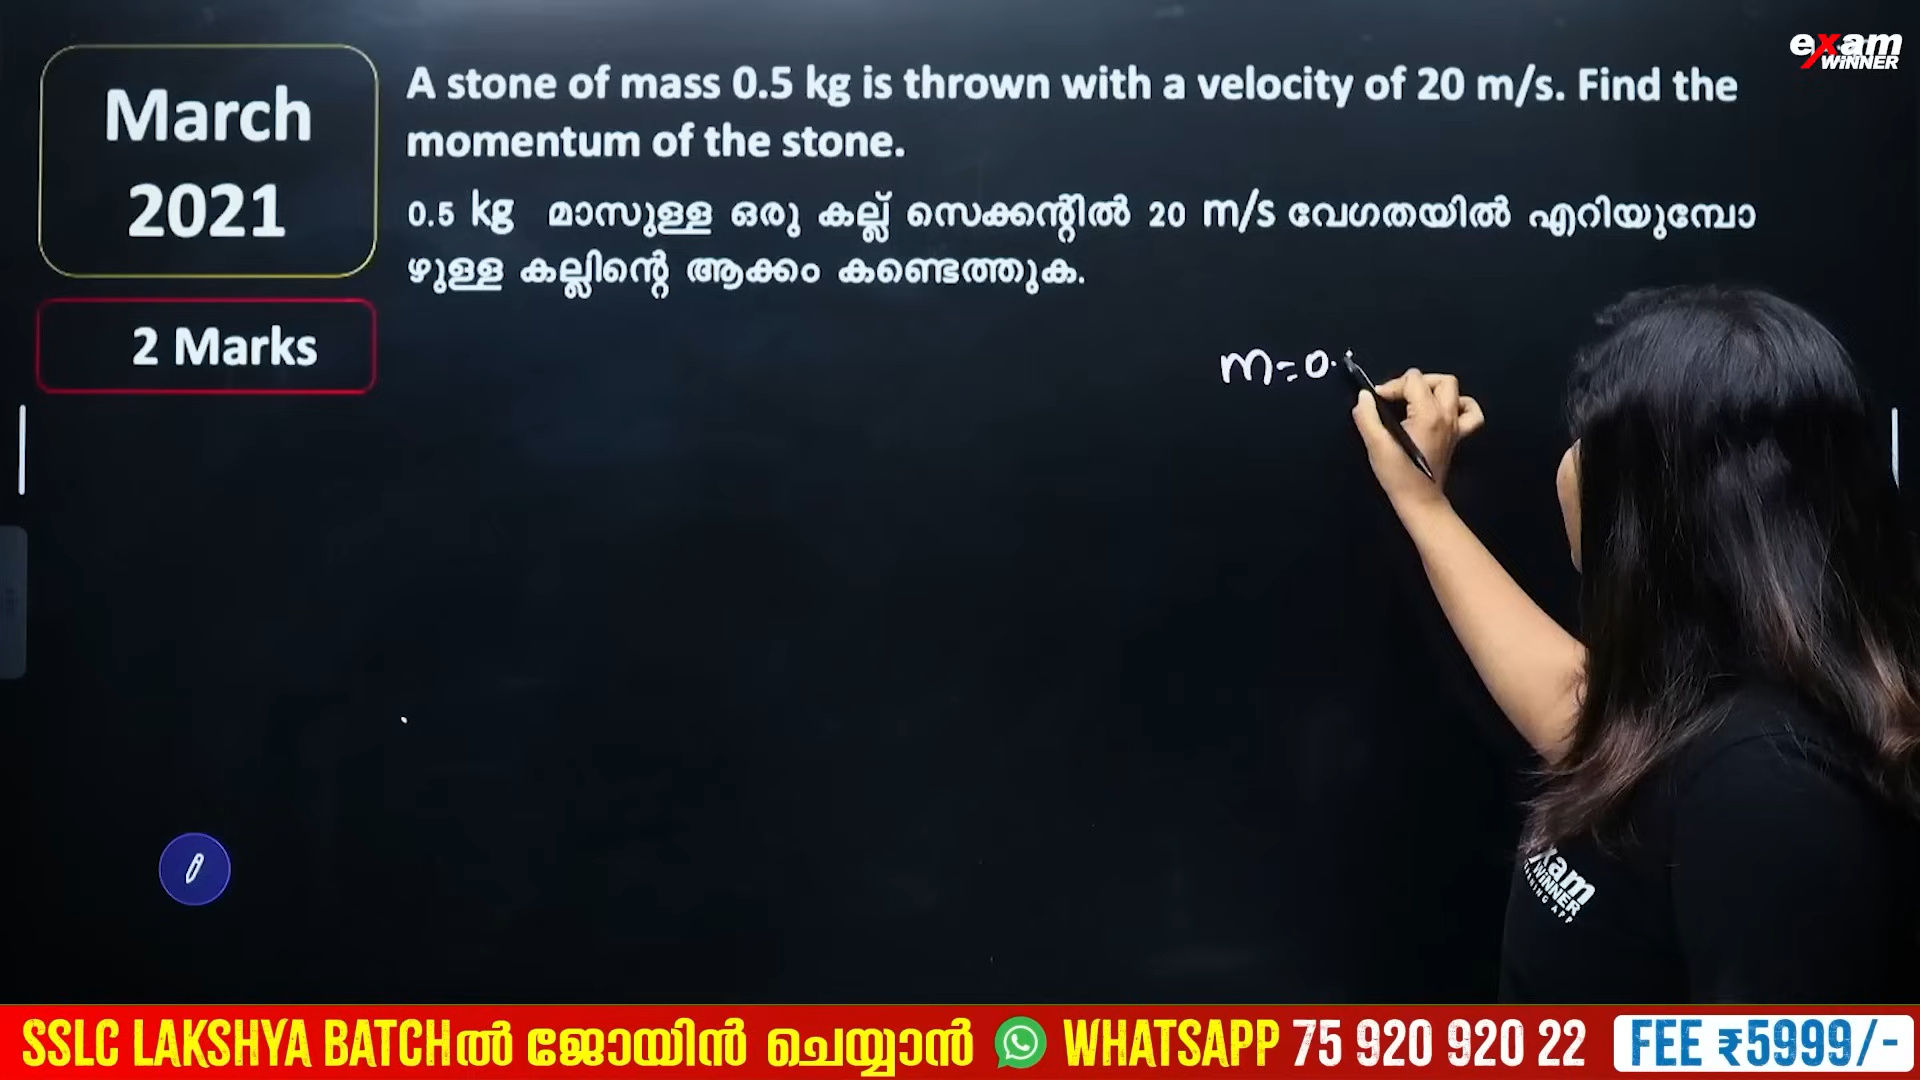 exam
WiNNER
March
2021
2 Marks
A stone of mass 0.5 kg is thrown with a velocity of 20 m/s. Find the
momentum of the stone.
0.5 kg മാസുള്ള ഒരു കല്ല് സെക്കന്റിൽ 20 m/s വേഗതയിൽ എറിയുമ്പോ
ഴുള്ള കല്ലിന്റെ ആക്കം കണ്ടെത്തുക.
m=0.
xam
WiNNER
SSLC LAKSHYA BATCHൽ ജോയിൻ ചെയ്യാൻ WHATSAPP 75 920 920 22 FEE ₹5999/-